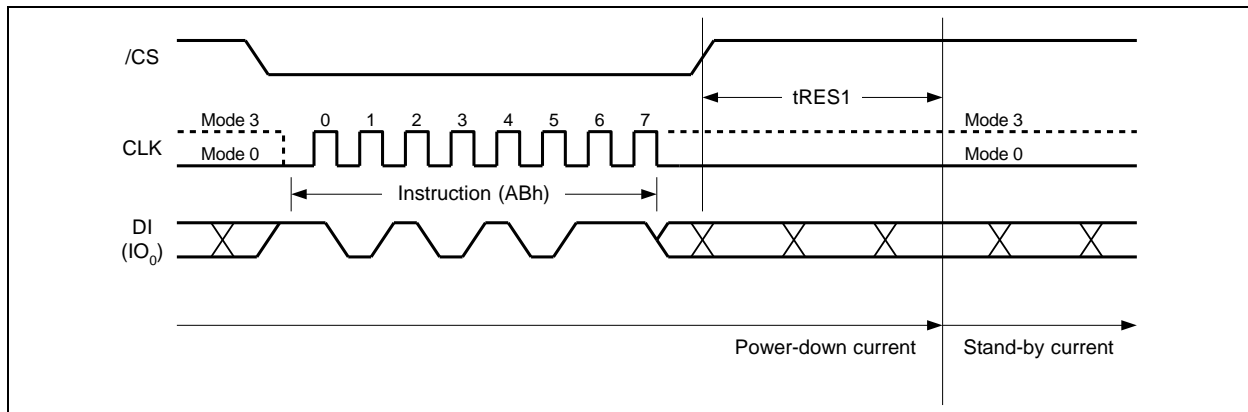 /CS
tRES1
Mode 3 0 1 2 3 4 5 6 7 Mode 3
CLK
Mode 0 Mode 0
Instruction (ABh)
DI
(IO0)
Power-down current Stand-by current